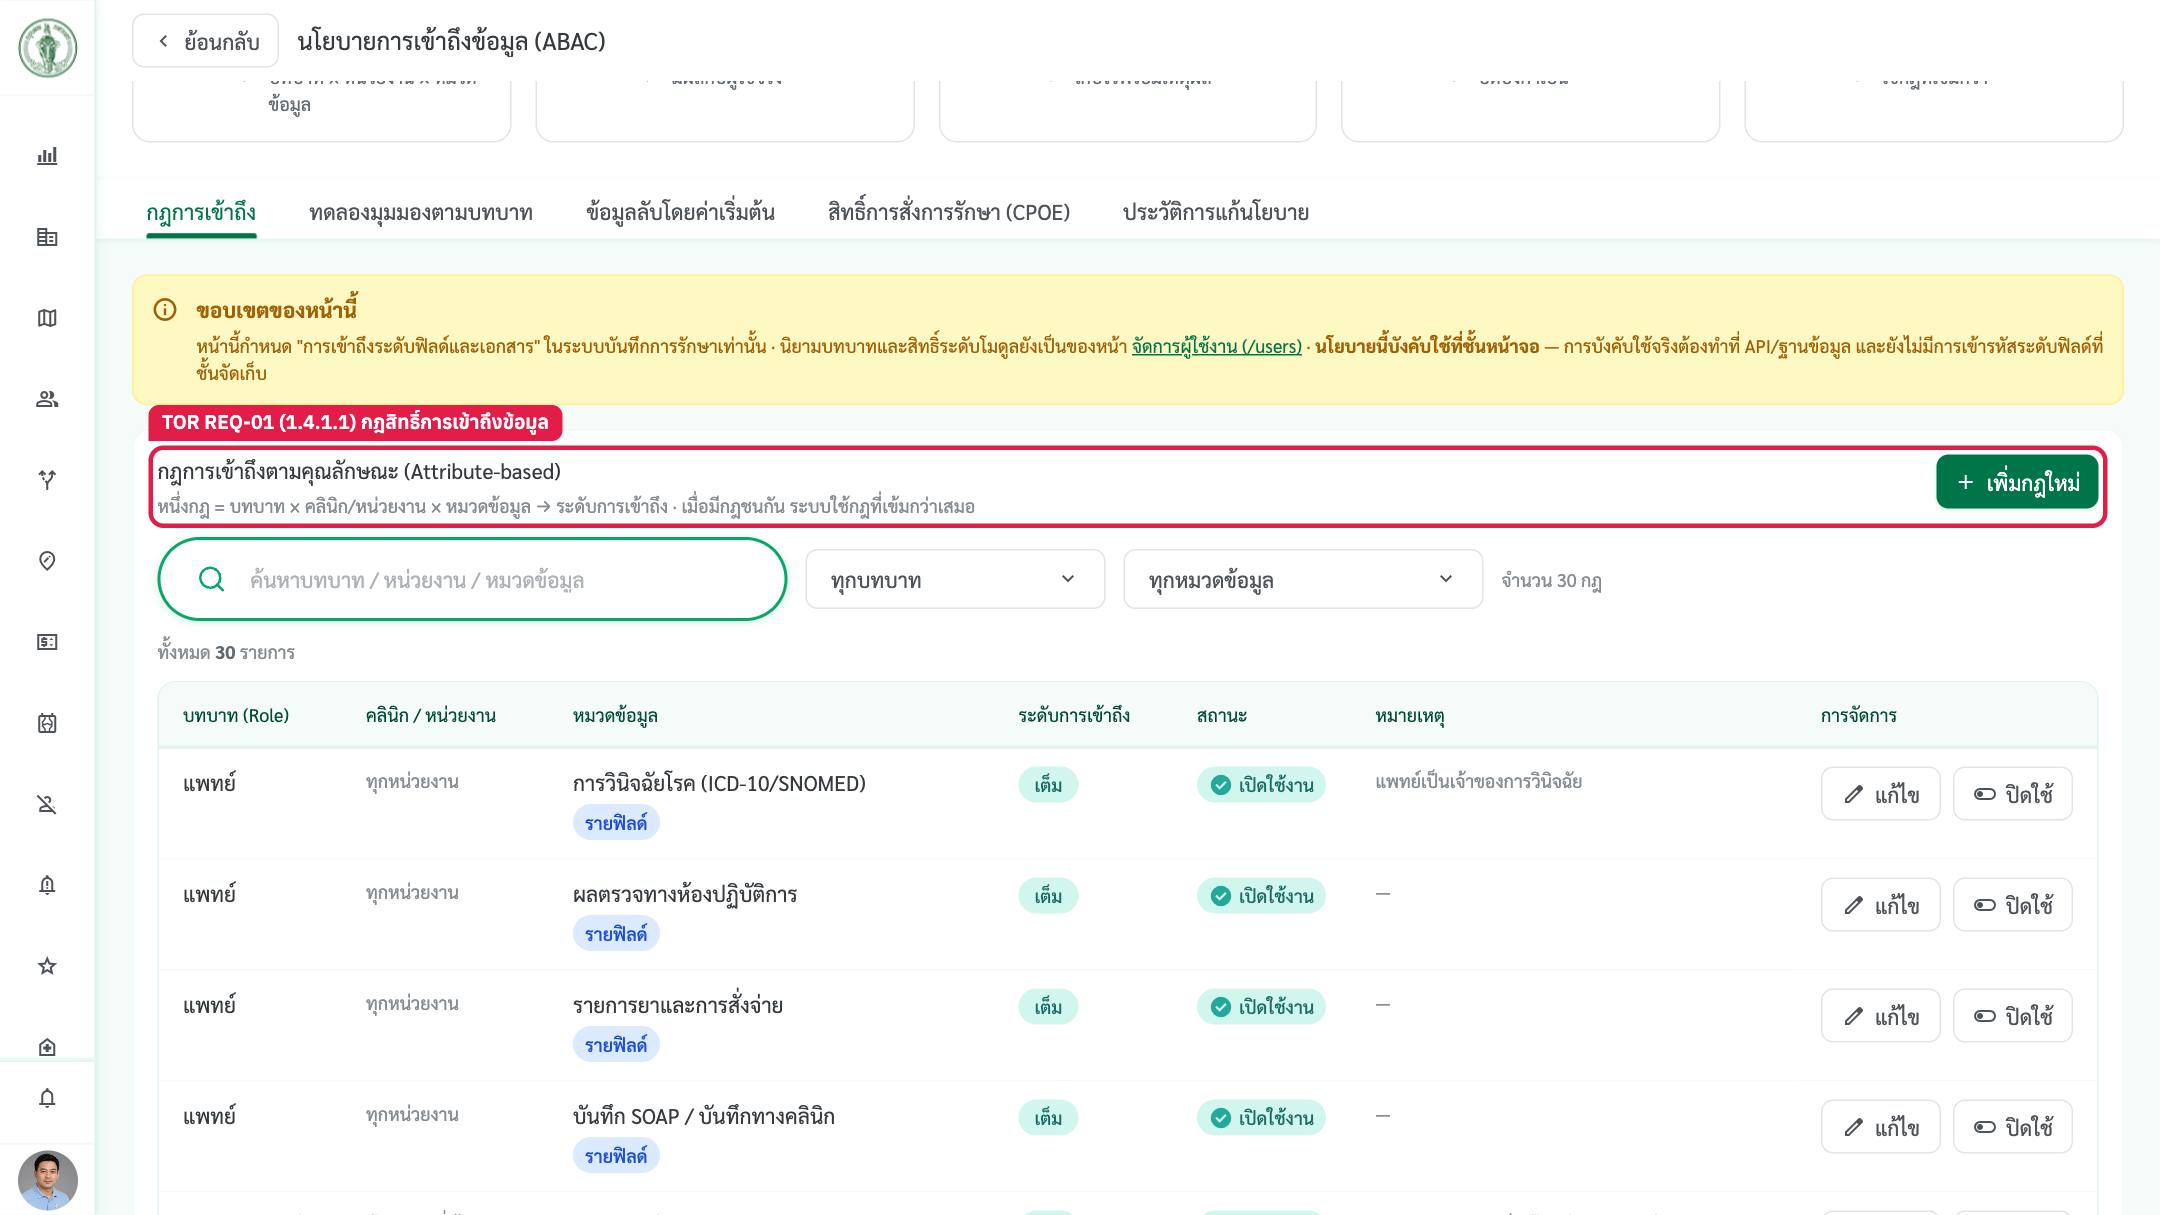 ย้อนกลับ
นโยบายการเข้าถึงข้อมูล (ABAC)
ข้อมูล
กฎการเข้าถึง
ทดลองมุมมองตามบทบาท
ข้อมูลลับโดยค่าเริ่มต้น
สิทธิ์การสั่งการรักษา (CPOE)
ประวัติการแก้นโยบาย
ขอบเขตของหน้านี้
หน้านี้กำหนด "การเข้าถึงระดับฟิลด์และเอกสาร" ในระบบบันทึกการรักษาเท่านั้น · นิยามบทบาทและสิทธิ์ระดับโมดูลยังเป็นของหน้า จัดการผู้ใช้งาน (/users) · นโยบายนี้บังคับใช้ที่ชั้นหน้าจอ — การบังคับใช้จริงต้องทำที่ API/ฐานข้อมูล และยังไม่มีการเข้ารหัสระดับฟิลด์ที่
ชั้นจัดเก็บ
TOR REQ-01 (1.4.1.1) กฎสิทธิ์การเข้าถึงข้อมูล
กฎการเข้าถึงตามคุณลักษณะ (Attribute-based)
หนึ่งกฎ = บทบาท × คลินิก/หน่วยงาน × หมวดข้อมูล → ระดับการเข้าถึง · เมื่อมีกฎชนกัน ระบบใช้กฎที่เข้มกว่าเสมอ
+ เพิ่มกฎใหม่
ค้นหาบทบาท / หน่วยงาน / หมวดข้อมูล
ทุกบทบาท
ทุกหมวดข้อมูล
จำนวน 30 กฎ
ทั้งหมด 30 รายการ
บทบาท (Role) คลินิก / หน่วยงาน หมวดข้อมูล ระดับการเข้าถึง สถานะ หมายเหตุ การจัดการ
แพทย์ ทุกหน่วยงาน การวินิจฉัยโรค (ICD-10/SNOMED) เต็ม เปิดใช้งาน แพทย์เป็นเจ้าของการวินิจฉัย แก้ไข ปิดใช้
รายฟิลด์
แพทย์ ทุกหน่วยงาน ผลตรวจทางห้องปฏิบัติการ เต็ม เปิดใช้งาน — แก้ไข ปิดใช้
รายฟิลด์
แพทย์ ทุกหน่วยงาน รายการยาและการสั่งจ่าย เต็ม เปิดใช้งาน — แก้ไข ปิดใช้
รายฟิลด์
แพทย์ ทุกหน่วยงาน บันทึก SOAP / บันทึกทางคลินิก เต็ม เปิดใช้งาน — แก้ไข ปิดใช้
รายฟิลด์